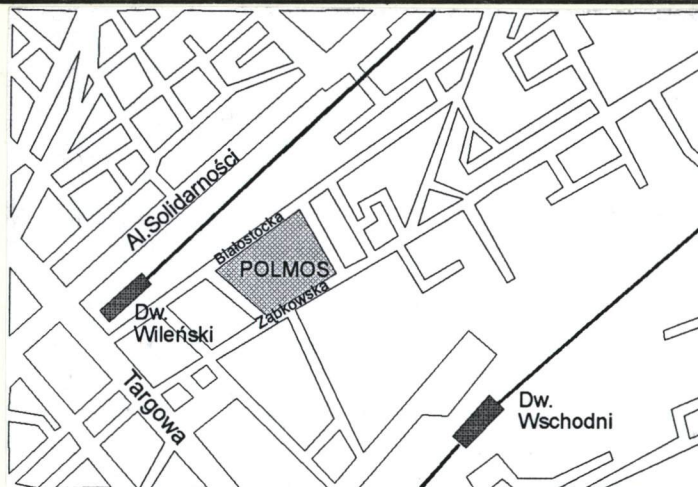 Al.Solidarności
Białostocka
POLMOS
Ząbkowska
Dw.
Wileński
Targowa
Dw.
Wschodni